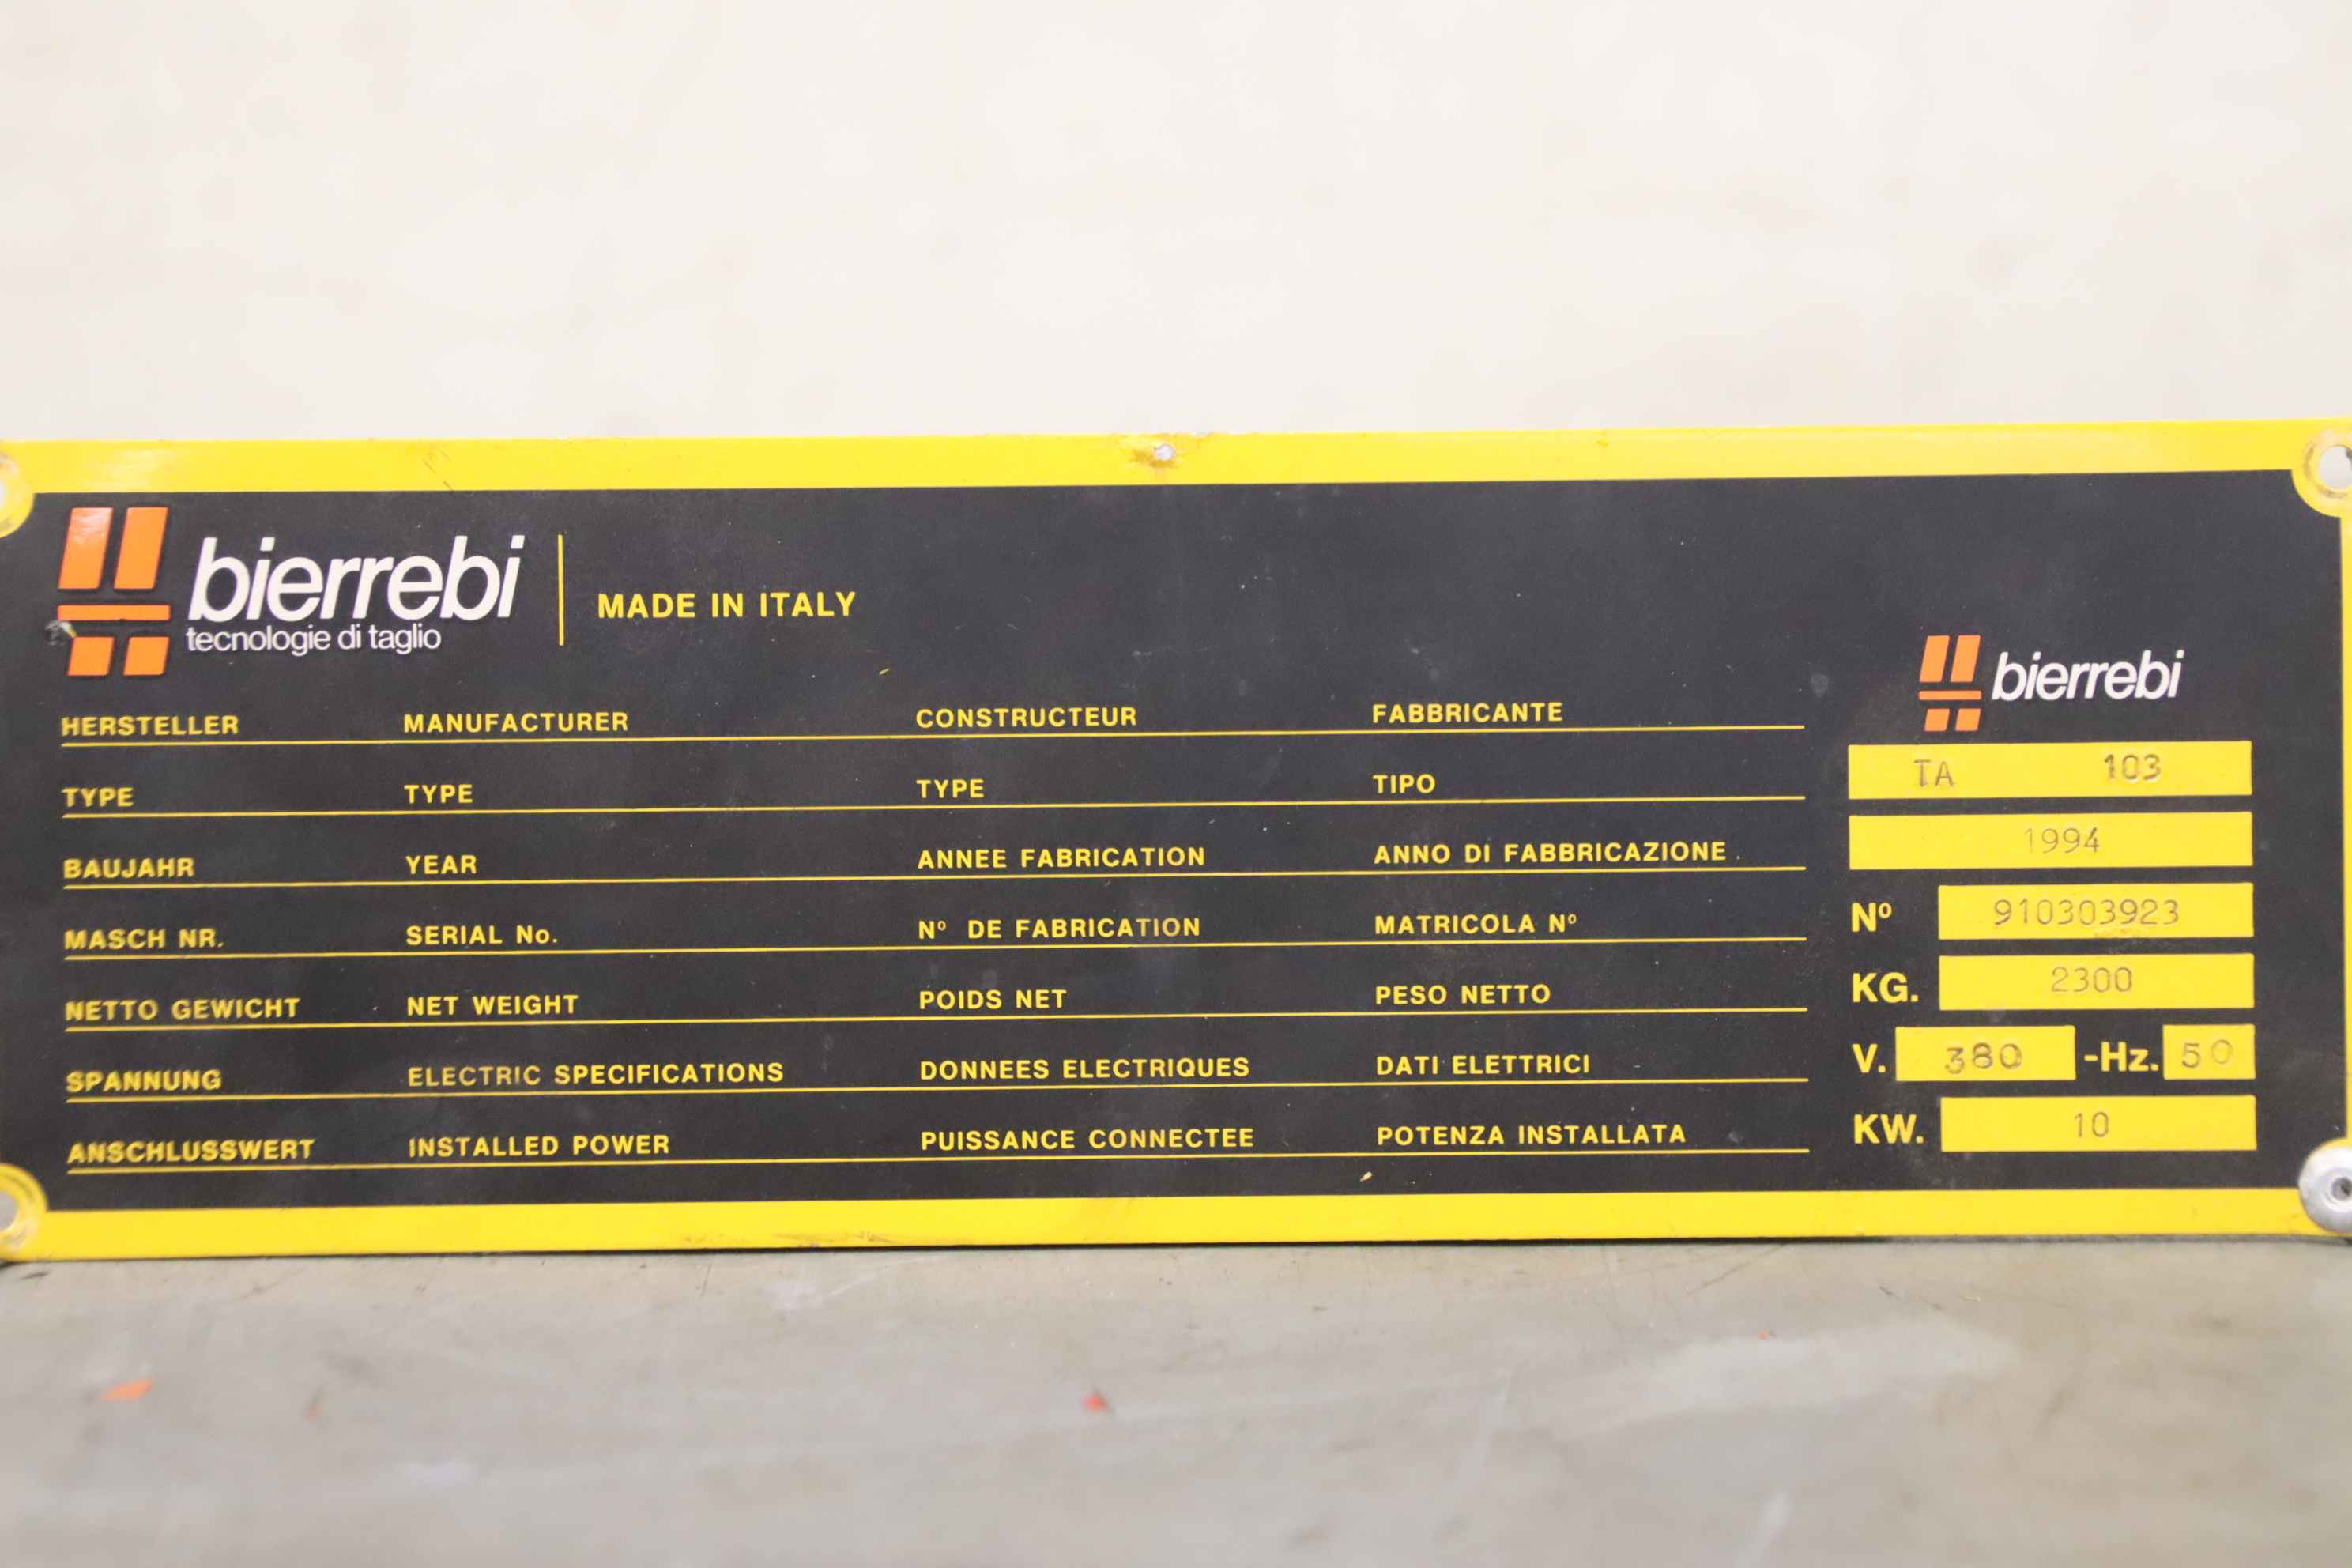 bierrebi
tecnologie di taglio
MADE IN ITALY
bierrebi
HERSTELLER MANUFACTURER CONSTRUCTEUR FABBRICANTE
TYPE TYPE TYPE TIPO TA 103
BAUJAHR YEAR ANNEE FABRICATION ANNO DI FABBRICAZIONE 1994
MASCH NR. SERIAL No. Nº DE FABRICATION MATRICOLA Nº Nº 910303923
NETTO GEWICHT NET WEIGHT POIDS NET PESO NETTO KG. 2300
SPANNUNG ELECTRIC SPECIFICATIONS DONNEES ELECTRIQUES DATI ELETTRICI V. 380 -Hz. 50
ANSCHLUSSWERT INSTALLED POWER PUISSANCE CONNECTEE POTENZA INSTALLATA KW. 10